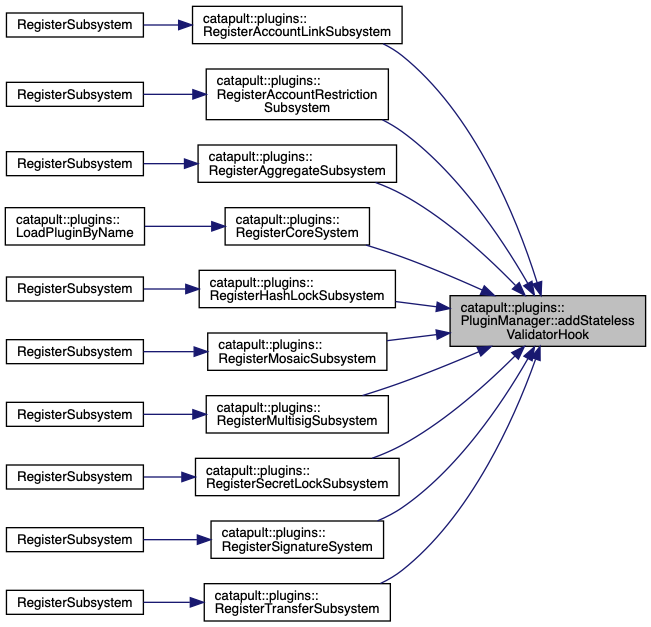 RegisterSubsystem
catapult::plugins::
RegisterAccountLinkSubsystem
RegisterSubsystem
catapult::plugins::
RegisterAccountRestriction
Subsystem
RegisterSubsystem
catapult::plugins::
RegisterAggregateSubsystem
catapult::plugins::
LoadPluginByName
catapult::plugins::
RegisterCoreSystem
RegisterSubsystem
catapult::plugins::
RegisterHashLockSubsystem
catapult::plugins::
PluginManager::addStateless
ValidatorHook
RegisterSubsystem
catapult::plugins::
RegisterMosaicSubsystem
RegisterSubsystem
catapult::plugins::
RegisterMultisigSubsystem
RegisterSubsystem
catapult::plugins::
RegisterSecretLockSubsystem
RegisterSubsystem
catapult::plugins::
RegisterSignatureSystem
RegisterSubsystem
catapult::plugins::
RegisterTransferSubsystem